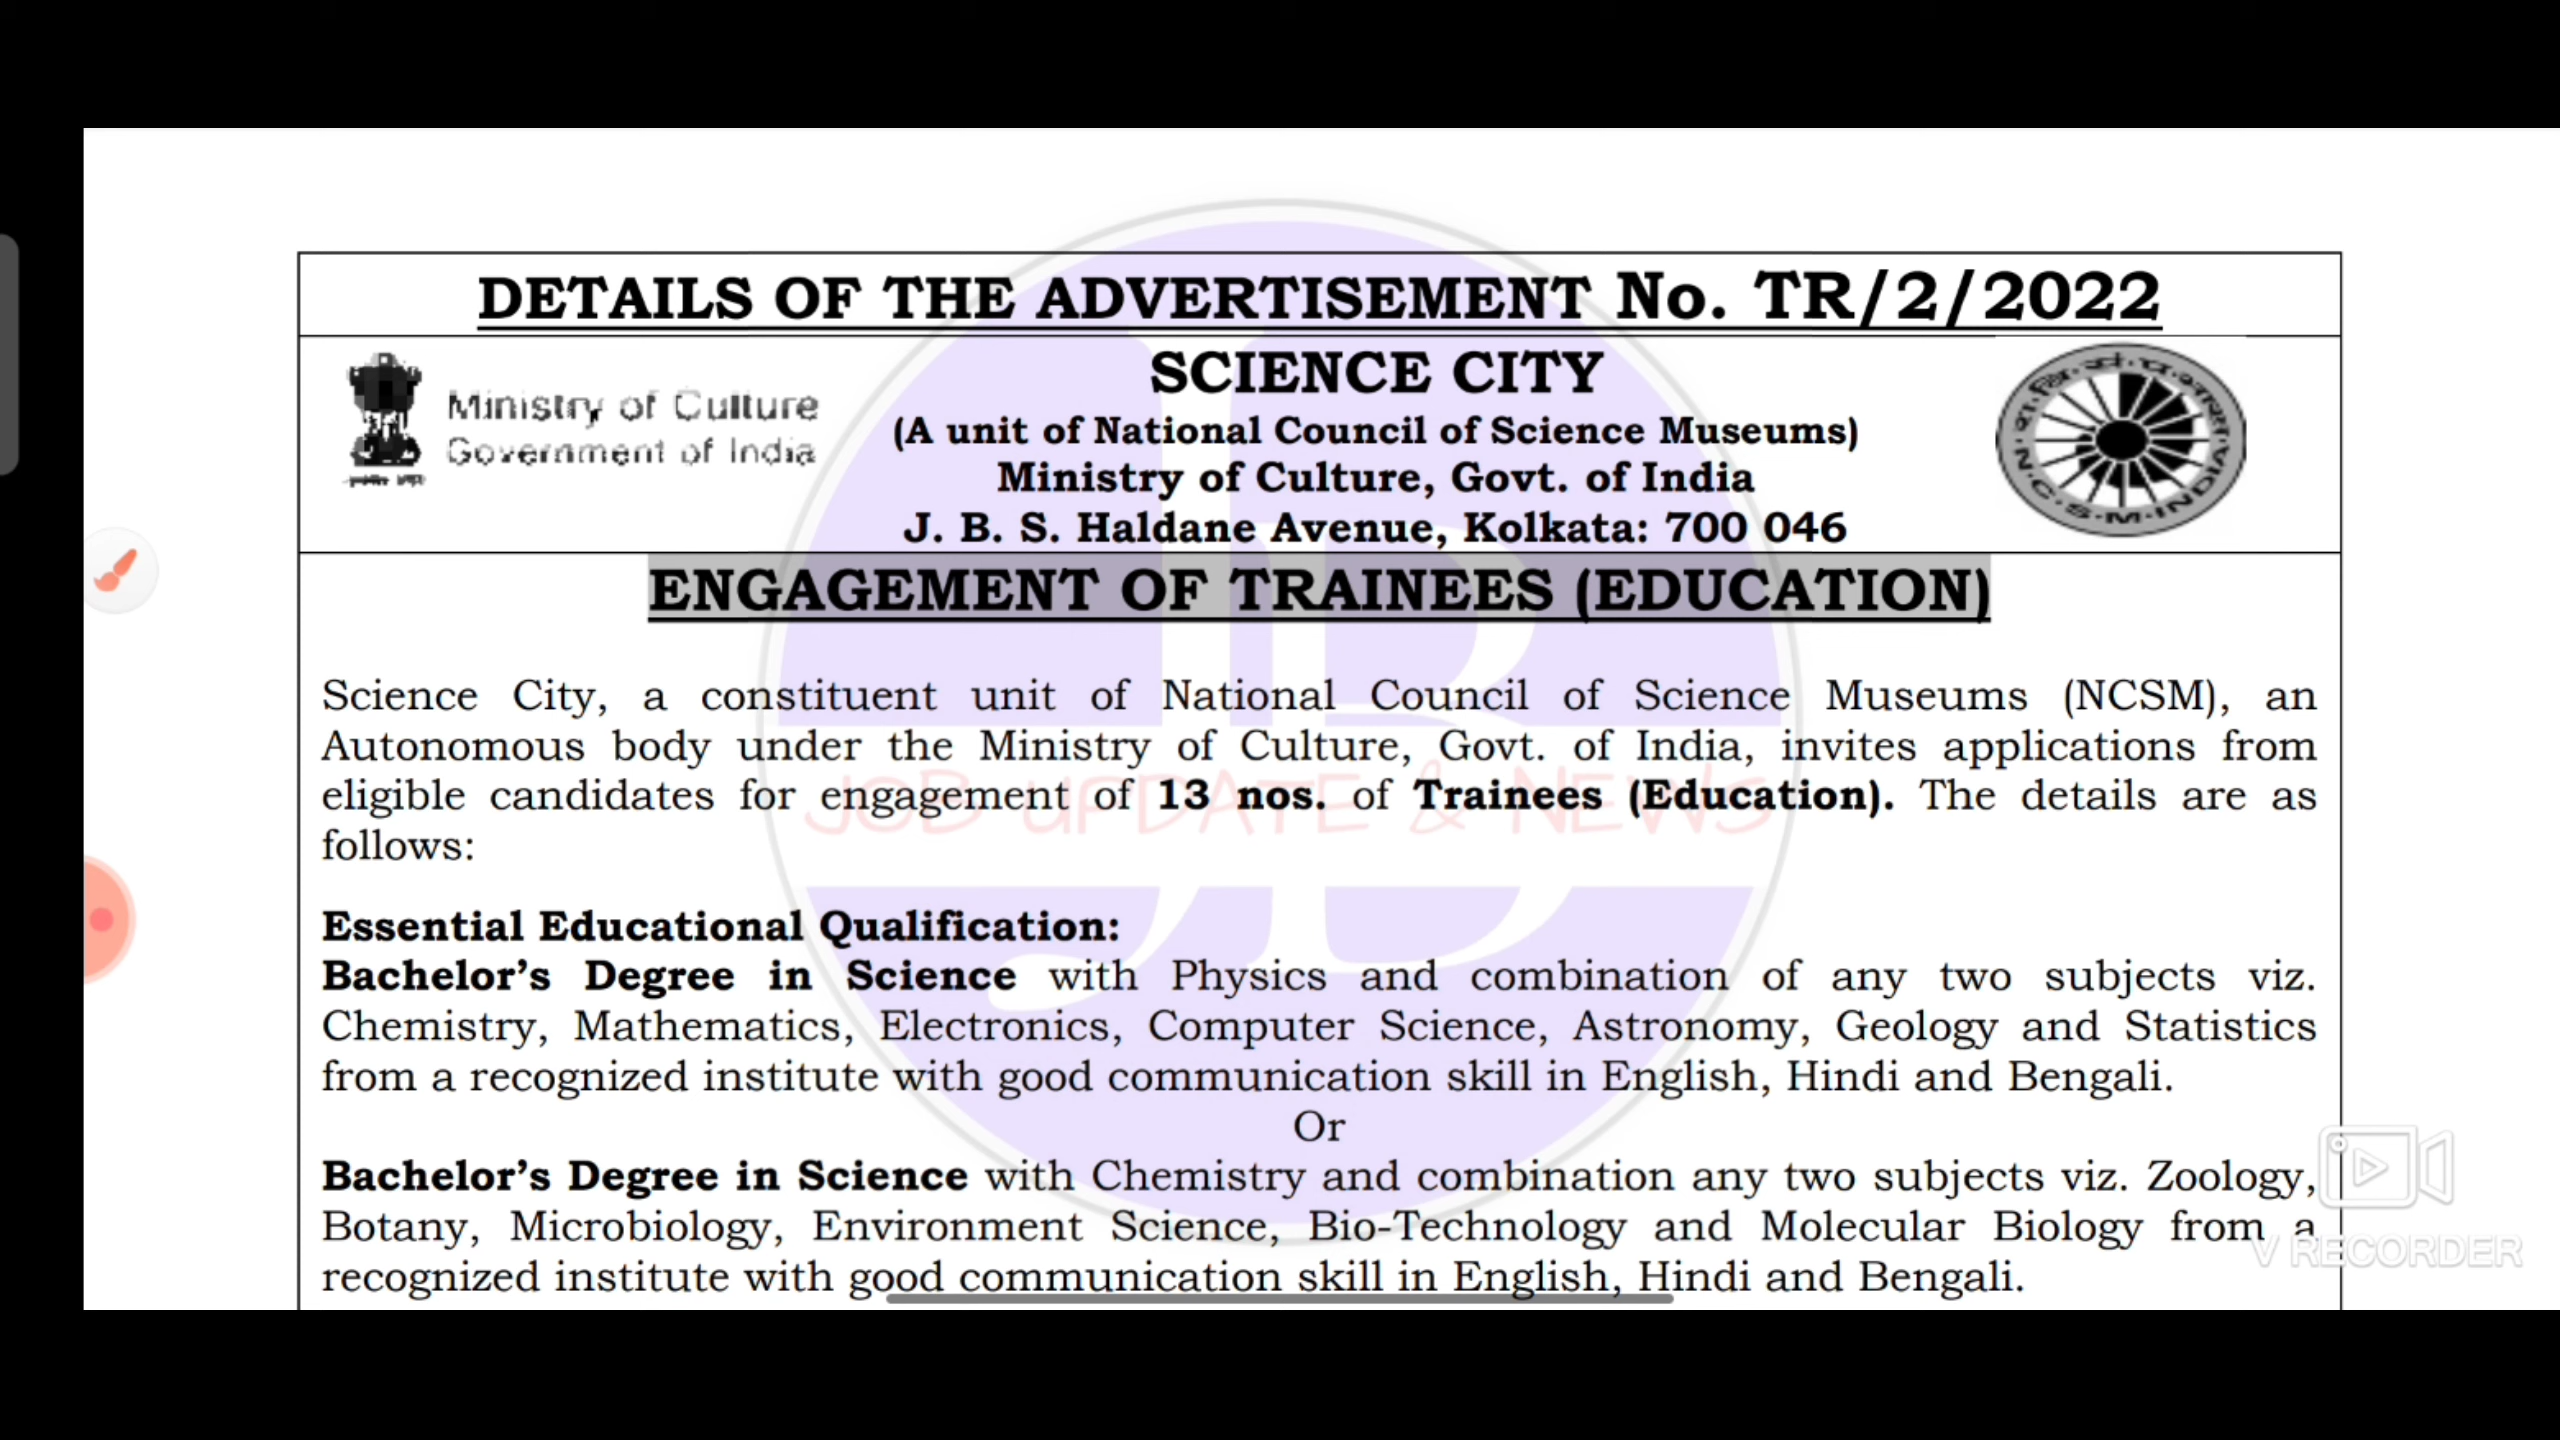 DETAILS OF THE ADVERTISEMENT No. TR/2/2022
Ministry of Culture
Government of India
SCIENCE CITY
(A unit of National Council of Science Museums)
Ministry of Culture, Govt. of India
J. B. S. Haldane Avenue, Kolkata: 700 046
N.C.S.M.INDIA
ENGAGEMENT OF TRAINEES (EDUCATION)
Science City, a constituent unit of National Council of Science Museums (NCSM), an
Autonomous body under the Ministry of Culture, Govt. of India, invites applications from
eligible candidates for engagement of 13 nos. of Trainees (Education). The details are as
follows:
JOB UPDATE & NEWS
Essential Educational Qualification:
Bachelor’s Degree in Science with Physics and combination of any two subjects viz.
Chemistry, Mathematics, Electronics, Computer Science, Astronomy, Geology and Statistics
from a recognized institute with good communication skill in English, Hindi and Bengali.
Or
Bachelor’s Degree in Science with Chemistry and combination any two subjects viz. Zoology,
Botany, Microbiology, Environment Science, Bio-Technology and Molecular Biology from a
recognized institute with good communication skill in English, Hindi and Bengali.
V RECORDER